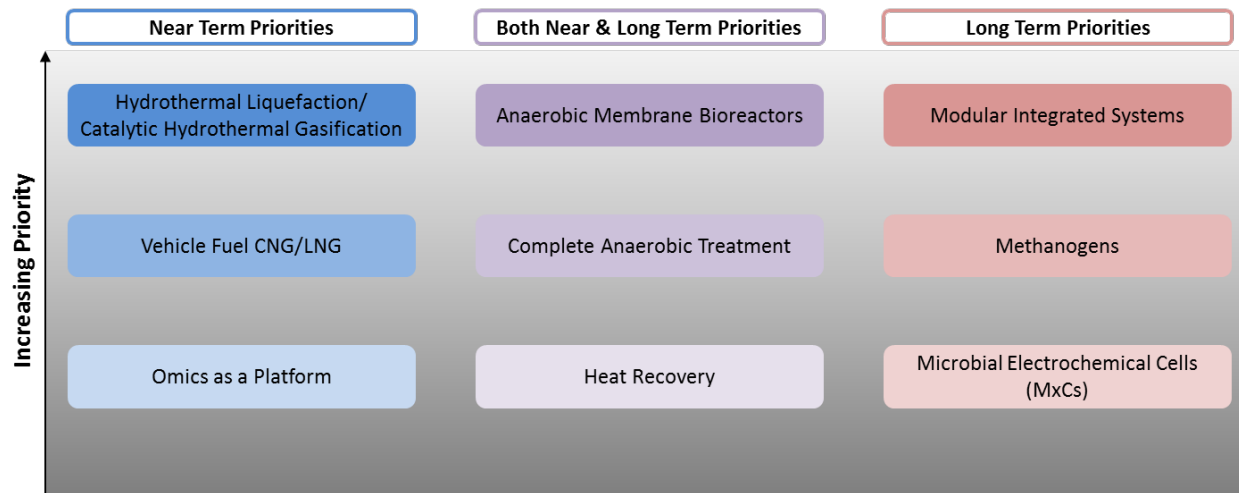 Near Term Priorities
Both Near & Long Term Priorities
Long Term Priorities
Increasing Priority
Hydrothermal Liquefaction/
Catalytic Hydrothermal Gasification
Anaerobic Membrane Bioreactors
Modular Integrated Systems
Vehicle Fuel CNG/LNG
Complete Anaerobic Treatment
Methanogens
Omics as a Platform
Heat Recovery
Microbial Electrochemical Cells
(MxCs)